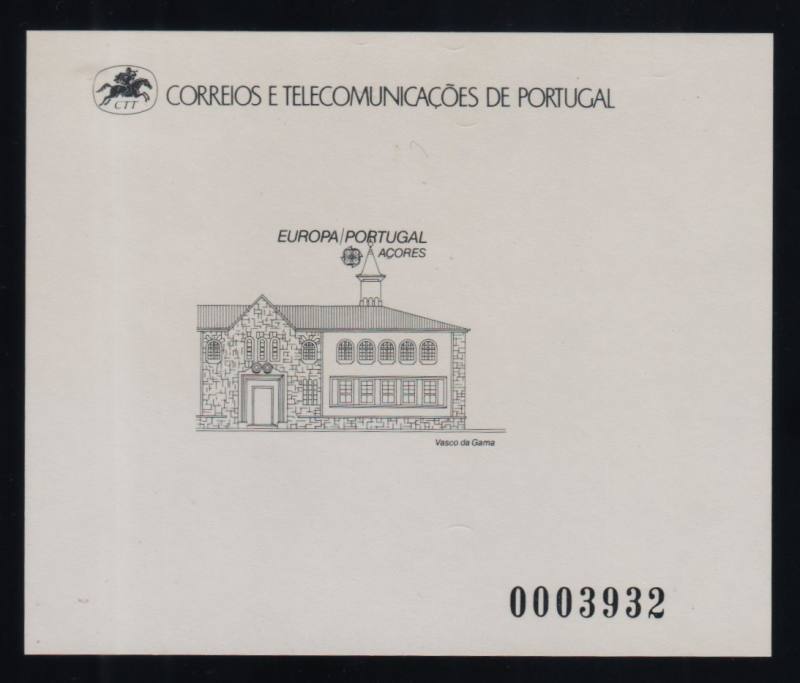 CTT
CORREIOS E TELECOMUNICAÇÕES DE PORTUGAL
EUROPA/PORTUGAL
AÇORES
Vasco da Gama
0003932